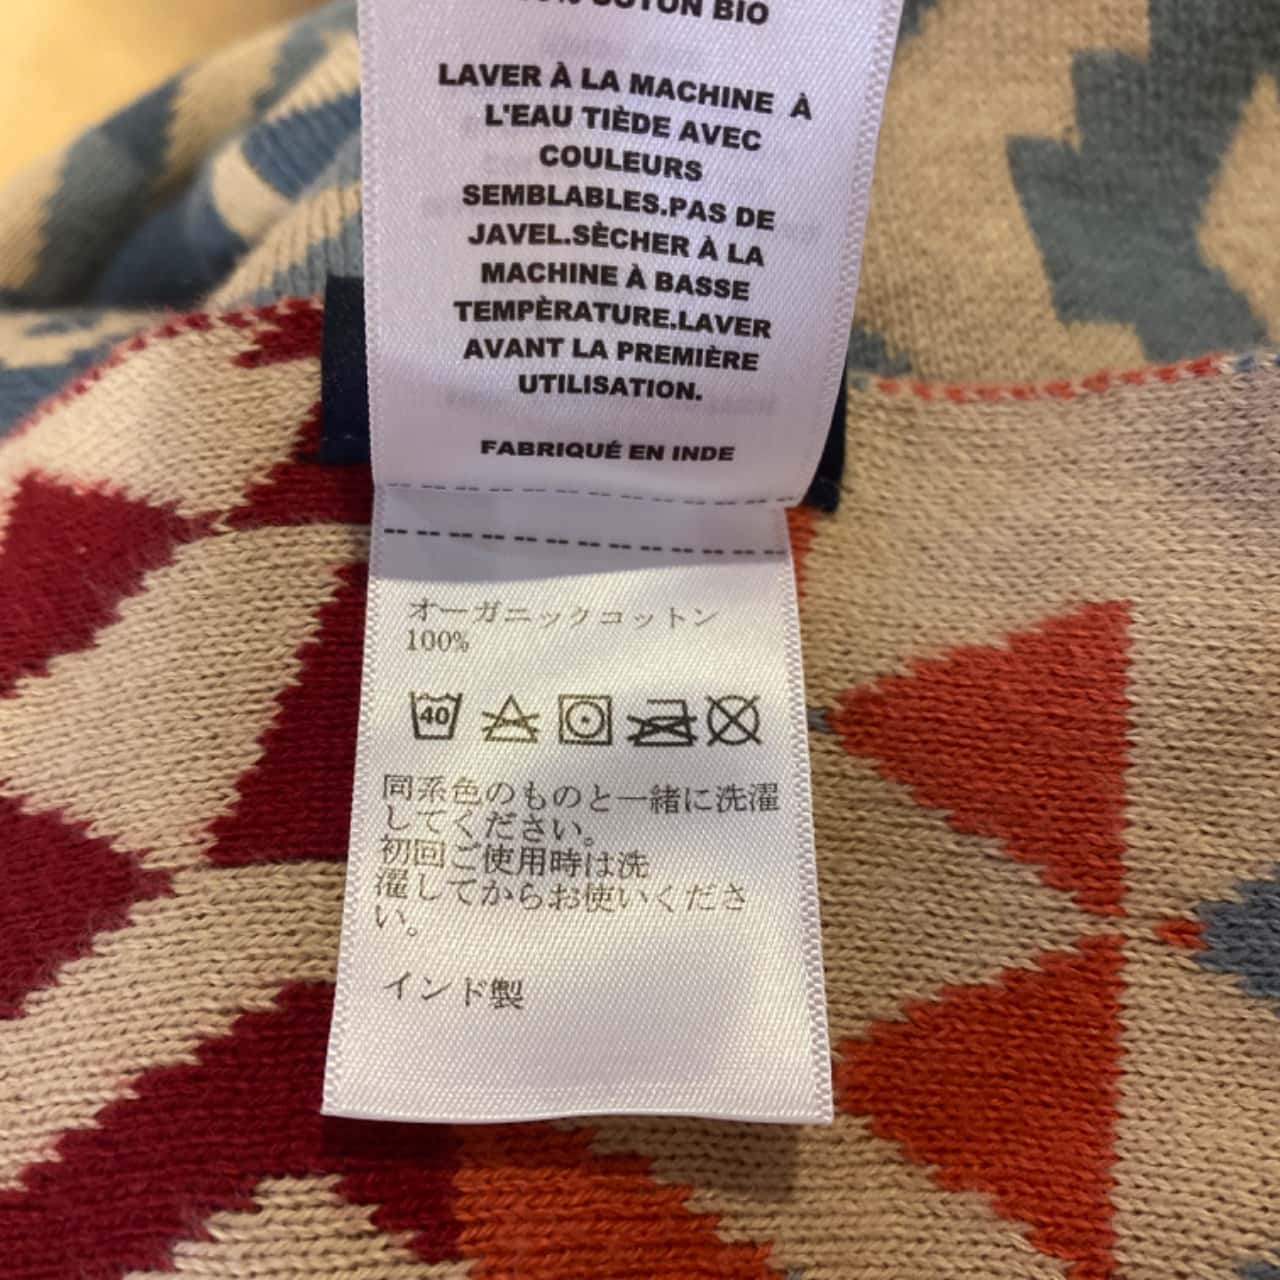 COTON BIO
LAVER À LA MACHINE À
L'EAU TIÈDE AVEC
COULEURS
SEMBLABLES.PAS DE
JAVEL.SÈCHER À LA
MACHINE À BASSE
TEMPÈRATURE.LAVER
AVANT LA PREMIÈRE
UTILISATION.
FABRIQUÉ EN INDE
オーガニックコットン
100%
40
同系色のものと一緒に洗濯
してください。
初回ご使用時は洗
濯してからお使いくださ
い。
インド製